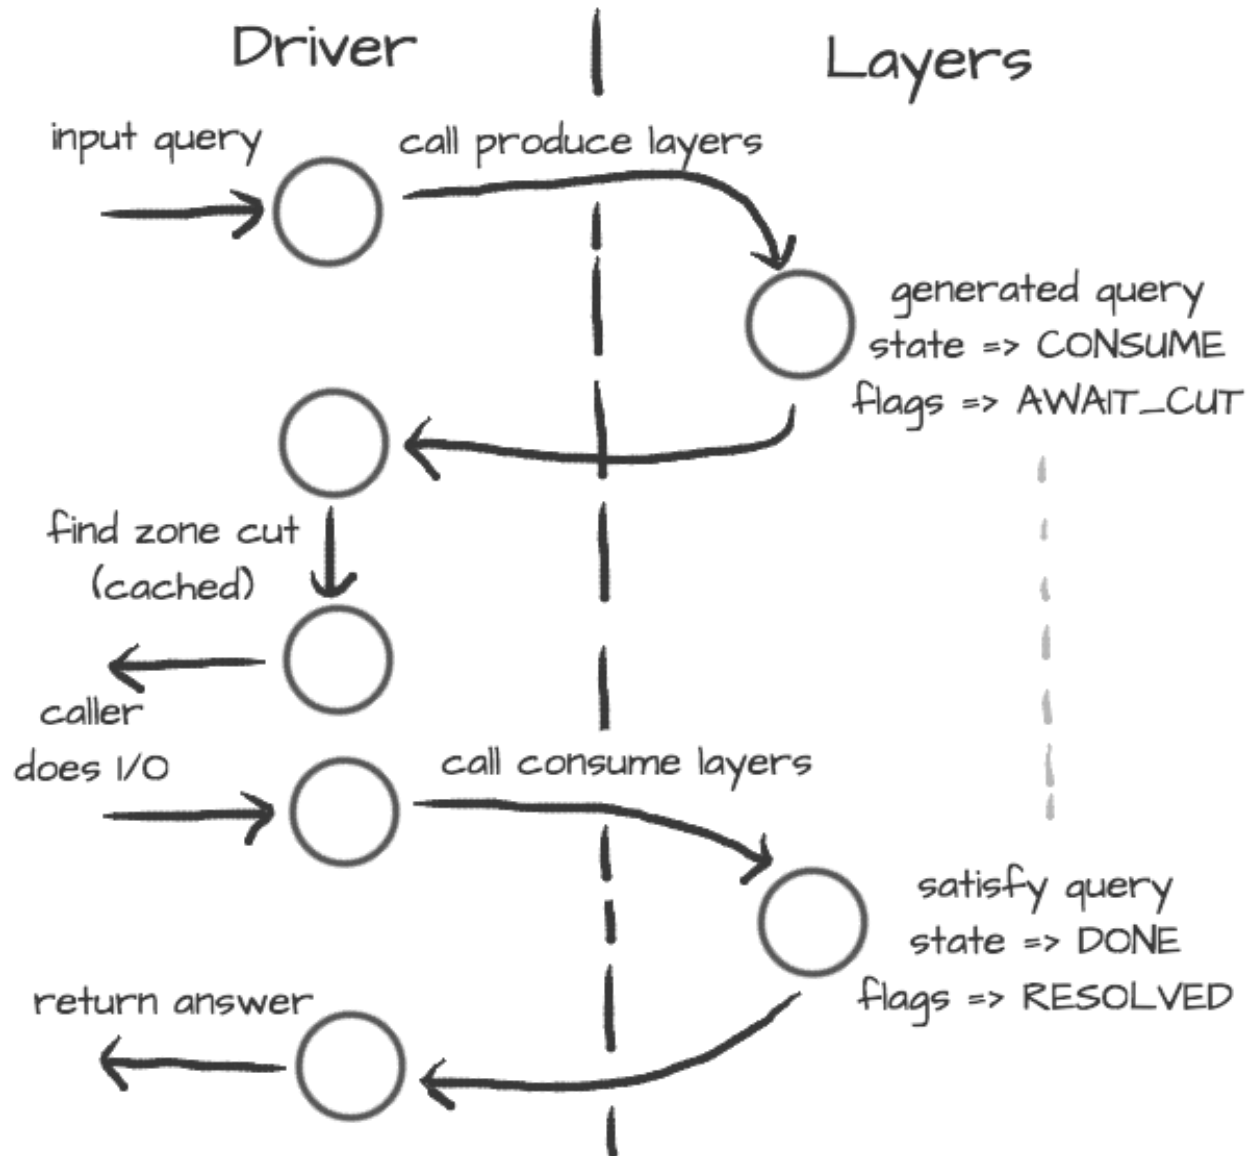 Driver
Layers
input query
call produce layers
generated query
state => CONSUME
flags => AWAIT_CUT
find zone cut
(cached)
caller
does I/O
call consume layers
satisfy query
state => DONE
flags => RESOLVED
return answer